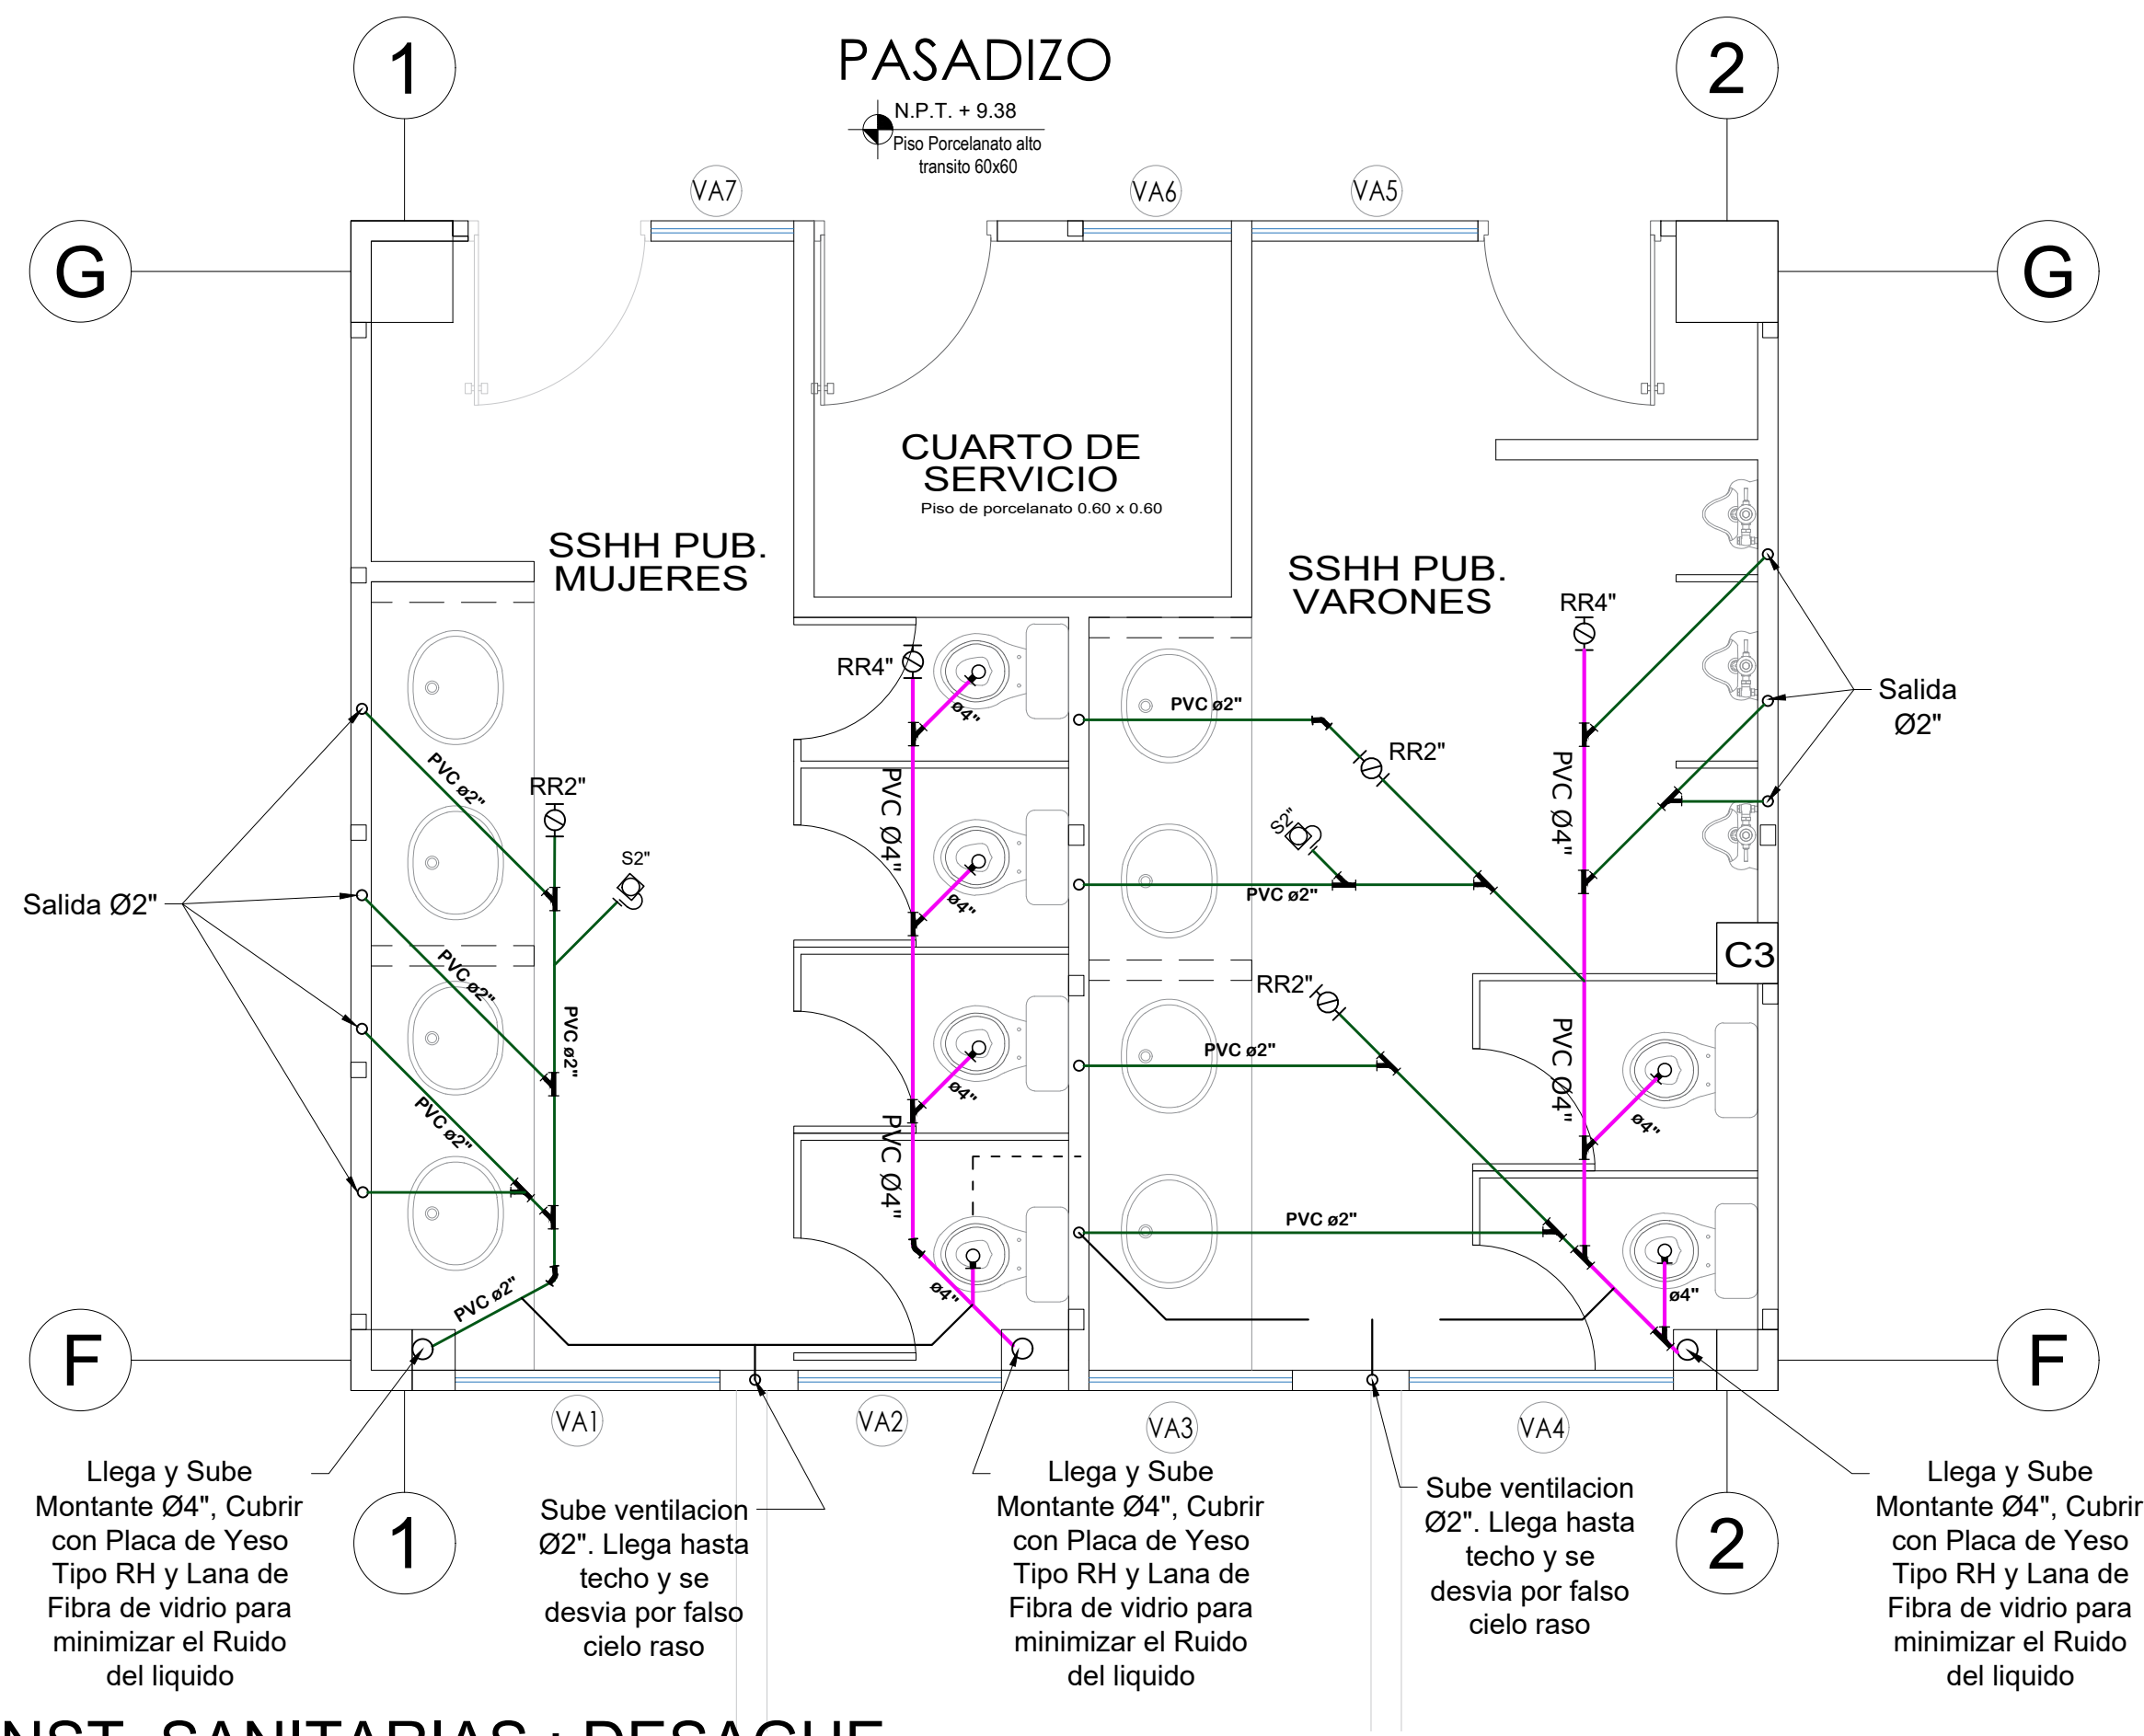 1
PASADIZO
2
N.P.T. + 9.38
Piso Porcelanato alto
transito 60x60
VA7
VA6
VA5
G
G
CUARTO DE
SERVICIO
Piso de porcelanato 0.60 x 0.60
SSHH PUB.
MUJERES
SSHH PUB.
VARONES
RR4"
RR4"
Salida
Ø2"
ø4"
PVC ø2"
RR2"
PVC ø2"
RR2"
PVC Ø4"
PVC Ø4"
S2"
S2"
Salida Ø2"
ø4"
PVC ø2"
C3
PVC ø2"
RR2"
PVC ø2"
PVC Ø4"
PVC ø2"
ø4"
PVC ø2"
ø4"
PVC Ø4"
PVC ø2"
PVC ø2"
ø4"
ø4"
F
F
VA1
VA2
VA3
VA4
Llega y Sube
Montante Ø4", Cubrir
con Placa de Yeso
Tipo RH y Lana de
Fibra de vidrio para
minimizar el Ruido
del liquido
1
Sube ventilacion
Ø2". Llega hasta
techo y se
desvia por falso
cielo raso
Llega y Sube
Montante Ø4", Cubrir
con Placa de Yeso
Tipo RH y Lana de
Fibra de vidrio para
minimizar el Ruido
del liquido
Sube ventilacion
Ø2". Llega hasta
techo y se
desvia por falso
cielo raso
2
Llega y Sube
Montante Ø4", Cubrir
con Placa de Yeso
Tipo RH y Lana de
Fibra de vidrio para
minimizar el Ruido
del liquido
NST. SANITARIAS : DESAGUE